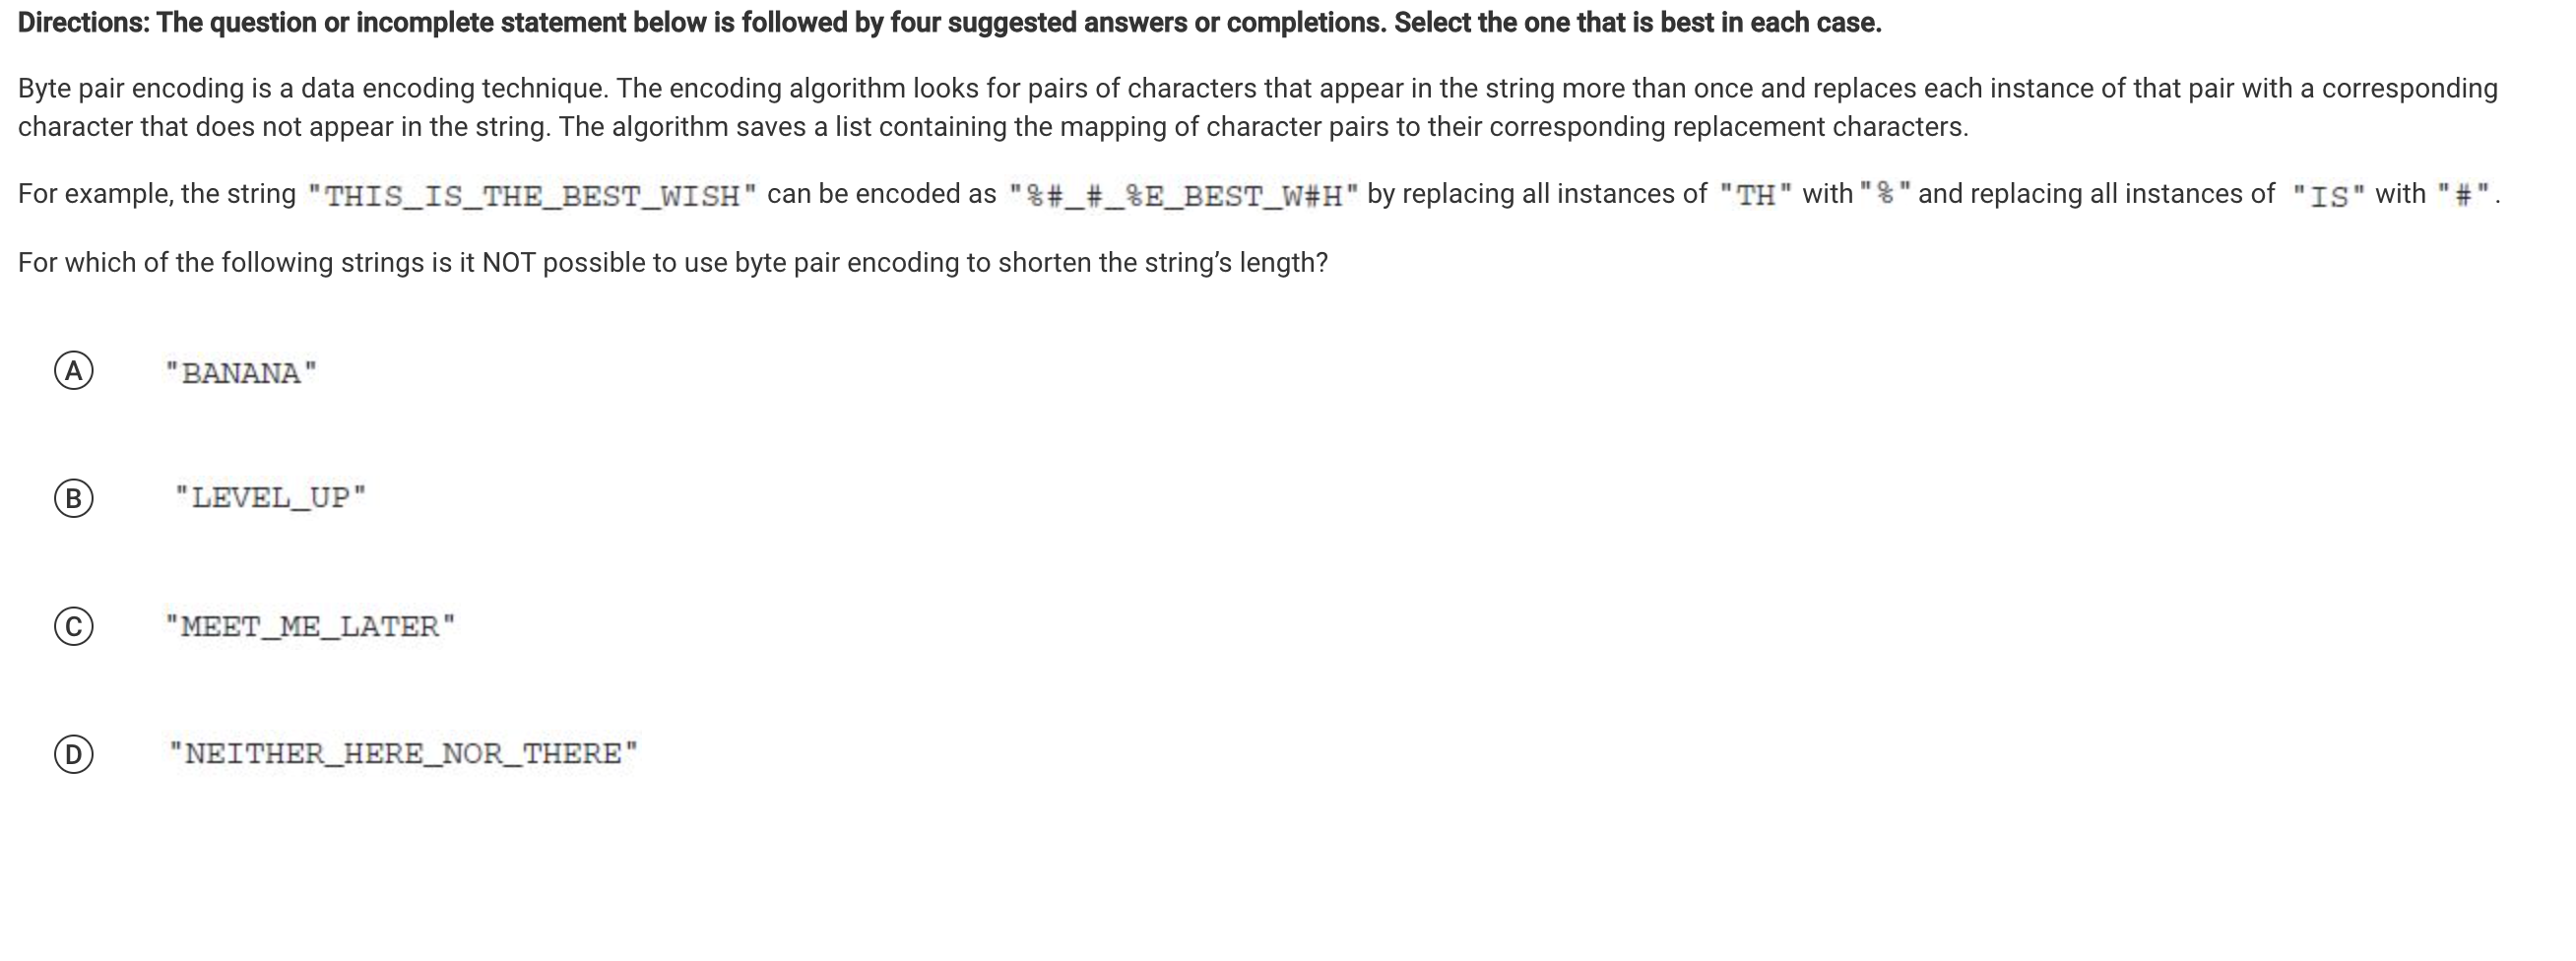 Directions: The question or incomplete statement below is followed by four suggested answers or completions. Select the one that is best in each case.
Byte pair encoding is a data encoding technique. The encoding algorithm looks for pairs of characters that appear in the string more than once and replaces each instance of that pair with a corresponding
character that does not appear in the string. The algorithm saves a list containing the mapping of character pairs to their corresponding replacement characters.
For example, the string "THIS_IS_THE_BEST_WISH" can be encoded as "%#_#_%E_BEST_W#H" by replacing all instances of "TH" with "%" and replacing all instances of "IS" with "#".
For which of the following strings is it NOT possible to use byte pair encoding to shorten the string’s length?
A "BANANA"
B "LEVEL_UP"
C "MEET_ME_LATER"
D "NEITHER_HERE_NOR_THERE"